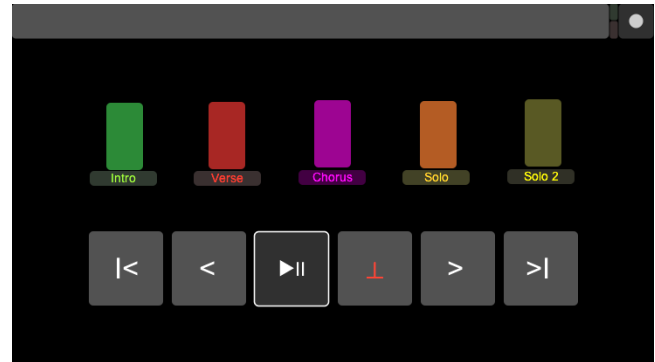 Intro Verse Chorus Solo Solo 2
|< < ▶II ⊥ > >|